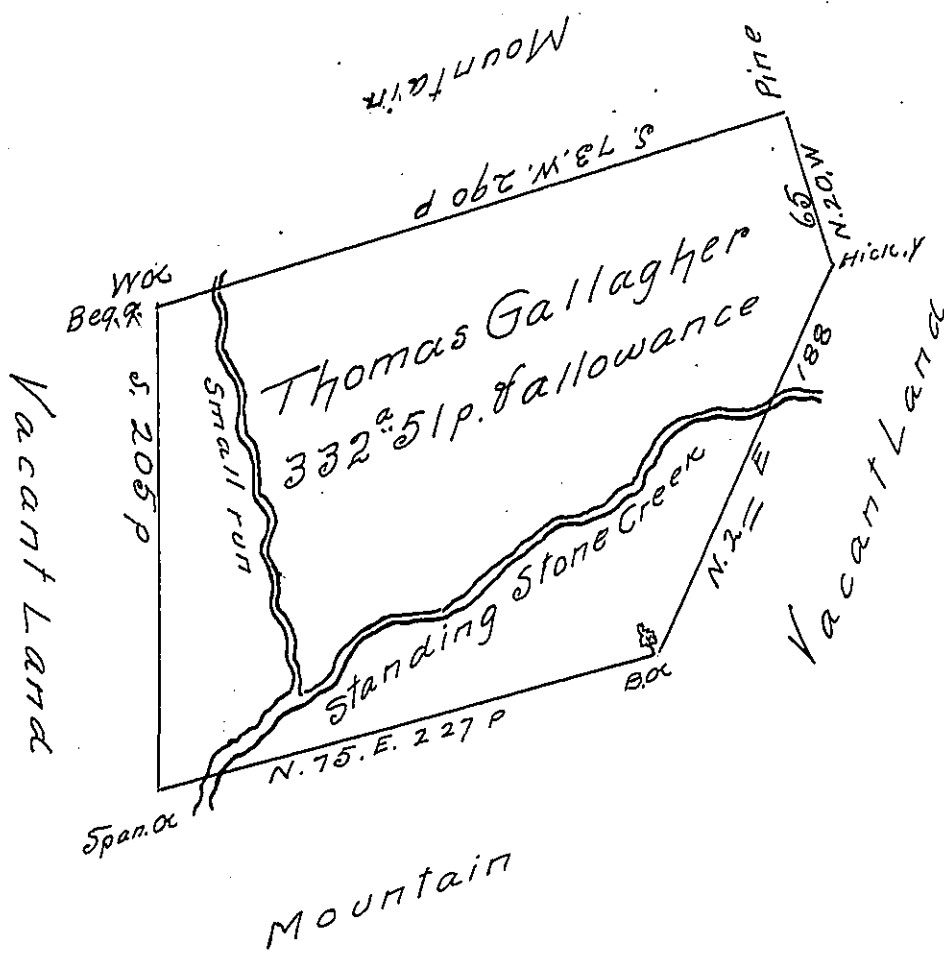 Mountain
Pine
S. 73. W. 290 p
65
N. 20. W
Hick.y
W O
Beg.g.
Thomas Gallagher
332 a.. 51 p. & allowance
S. 205 p
Small run
188
Standing Stone Creek
N. 2 = E
Vacant Land
Vacant Land
B.O
N. 75. E. 227 P
Span. O
Mountain